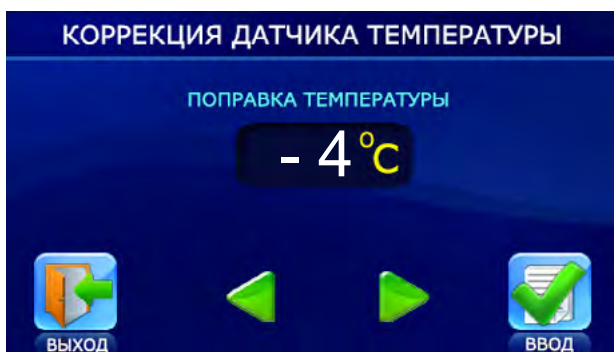 КОРРЕКЦИЯ ДАТЧИКА ТЕМПЕРАТУРЫ
ПОПРАВКА ТЕМПЕРАТУРЫ
- 4 °C
ВЫХОД ВВОД